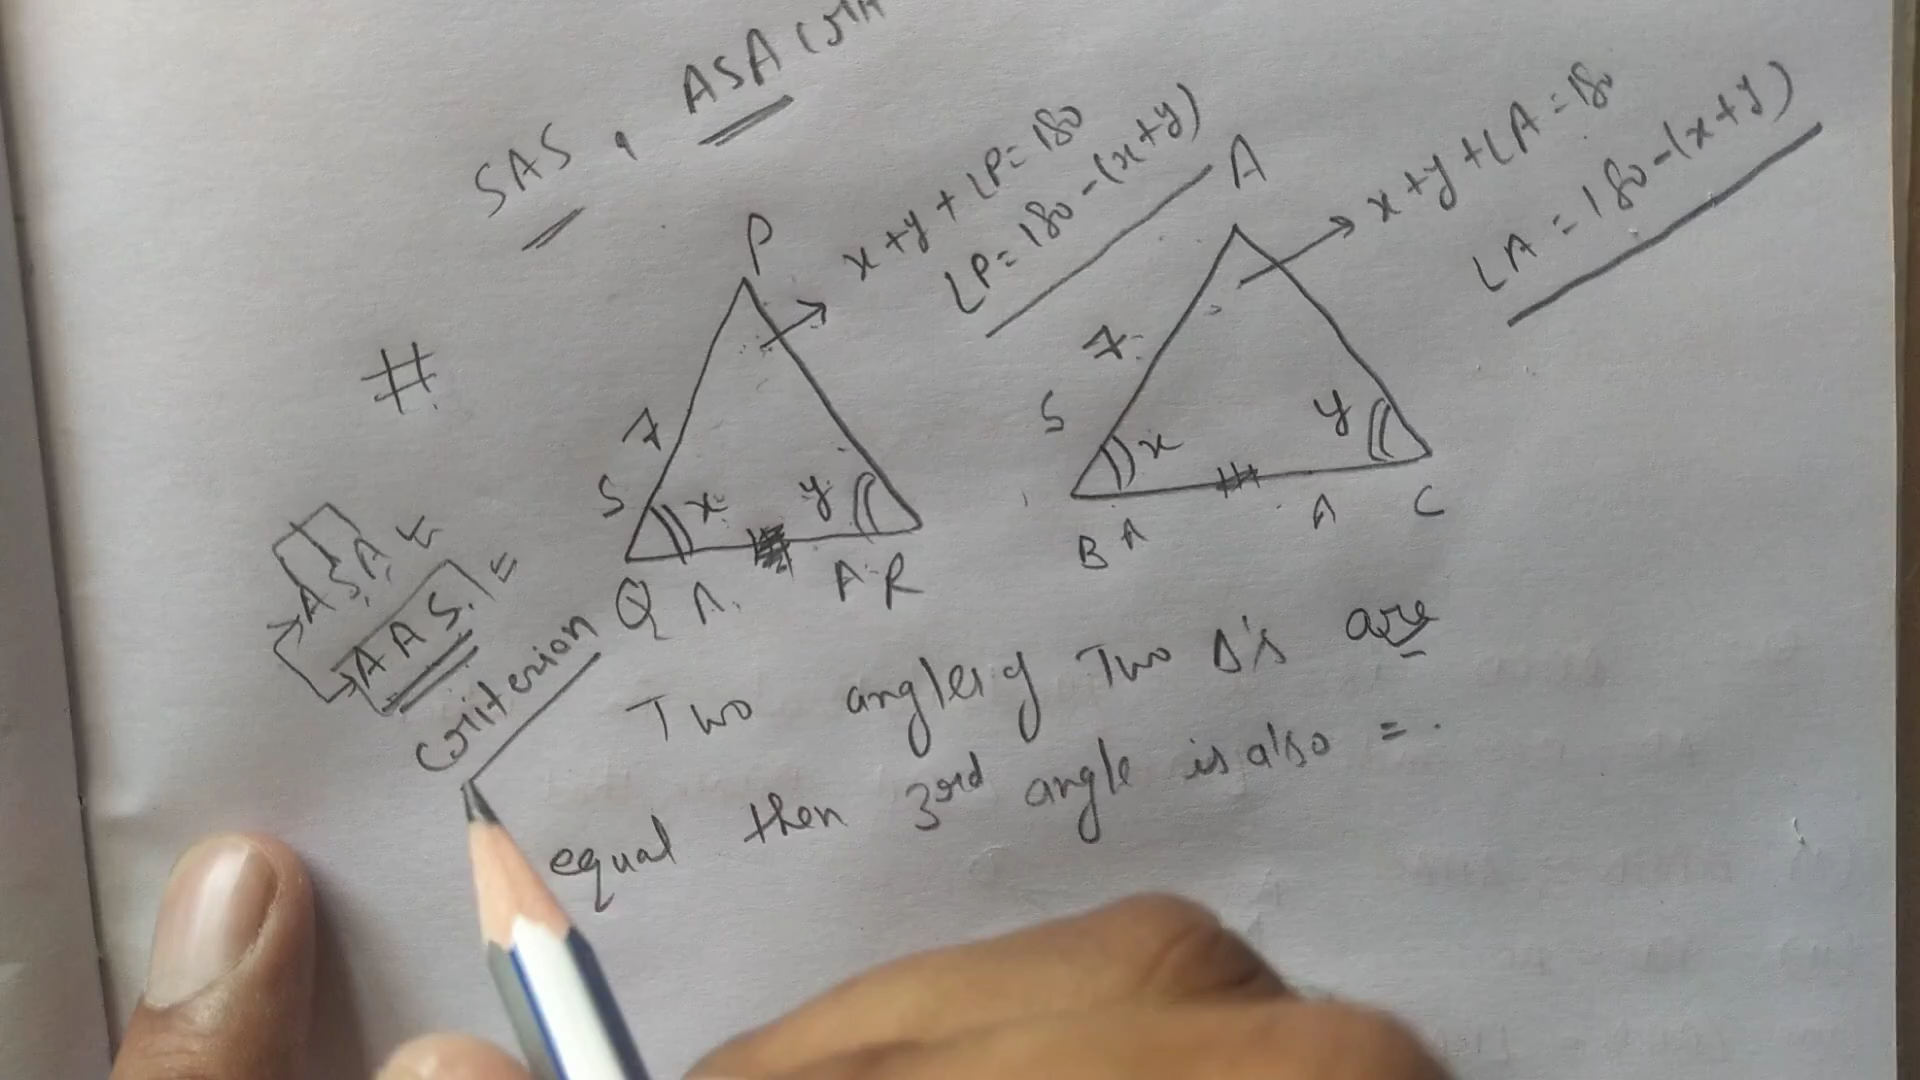 SAS, ASA
x+y+∠P=180
∠P=180-(x+y)
x+y+∠A=180
∠A=180-(x+y)
#
P
7
S
x
y
Q A A R
A
7
S
x
y
B A A C
ASA
AAS =
criterion
Two angles of Two Δ's are
equal then 3rd angle is also =.